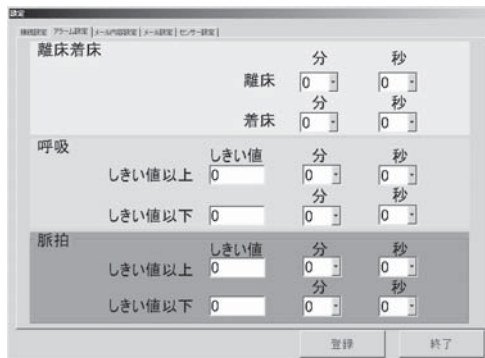 設定
接続設定 アラーム設定 メール内容設定 メール設定 センサー設定
離床着床
分 秒
離床 0 0
分 秒
着床 0 0
呼吸
しきい値 分 秒
しきい値以上 0 0 0
分 秒
しきい値以下 0 0 0
脈拍
しきい値 分 秒
しきい値以上 0 0 0
分 秒
しきい値以下 0 0 0
登録 終了